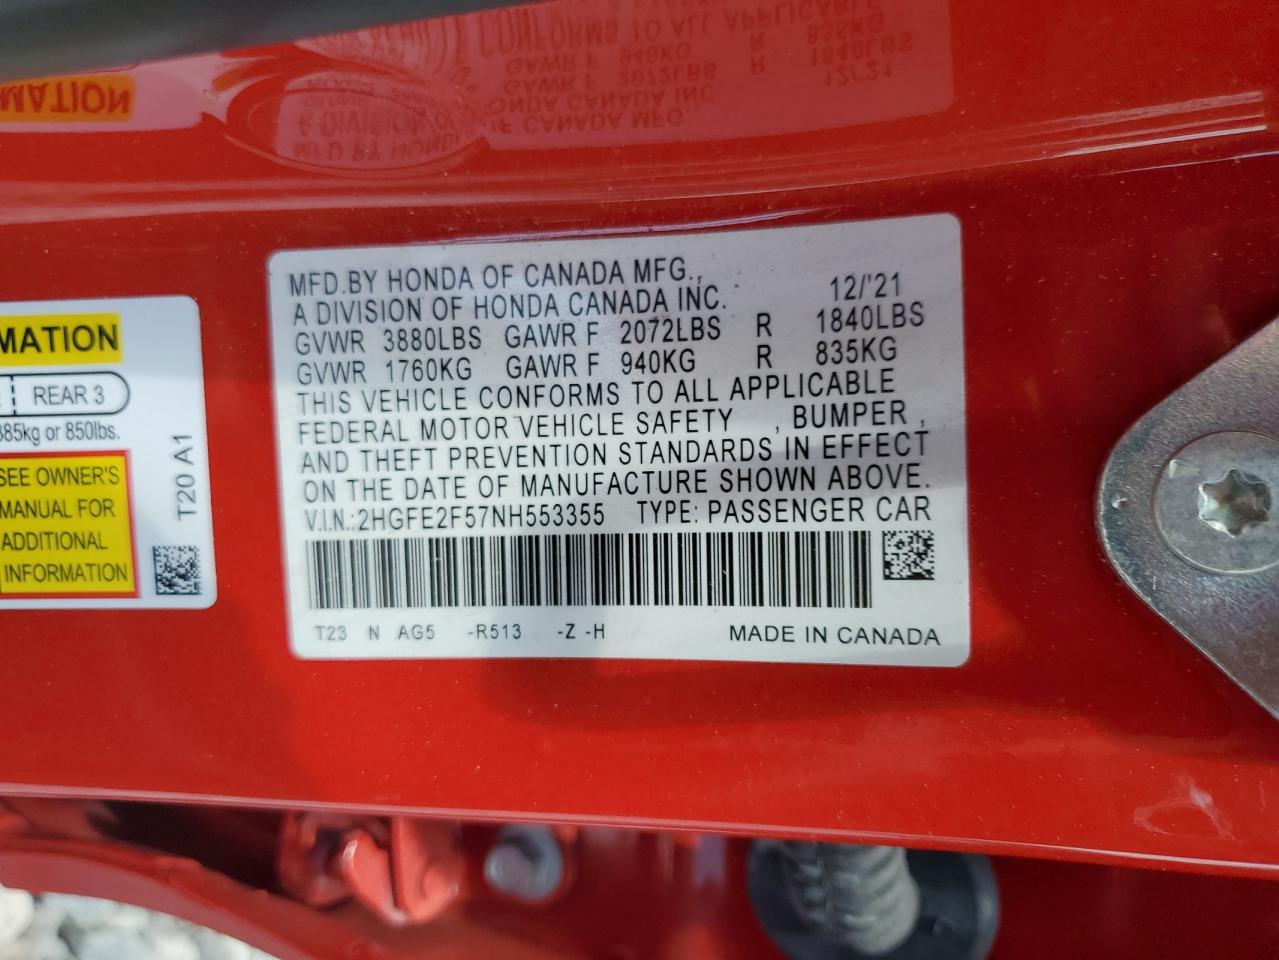 MATION
REAR 3
385kg or 850lbs.
SEE OWNER'S
MANUAL FOR
ADDITIONAL
INFORMATION
T20 A1
MFD.BY HONDA OF CANADA MFG.,
A DIVISION OF HONDA CANADA INC. 12/'21
GVWR 3880LBS GAWR F 2072LBS R 1840LBS
GVWR 1760KG GAWR F 940KG R 835KG
THIS VEHICLE CONFORMS TO ALL APPLICABLE
FEDERAL MOTOR VEHICLE SAFETY , BUMPER ,
AND THEFT PREVENTION STANDARDS, IN EFFECT
ON THE DATE OF MANUFACTURE SHOWN ABOVE.
V.I.N.:2HGFE2F57NH553355 TYPE: PASSENGER CAR
T23 N AG5 -R513 -Z -H MADE IN CANADA